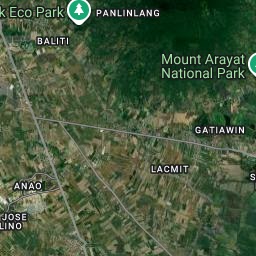 k Eco Park
PANLINLANG
BALITI
Mount Arayat
National Park
GATIAWIN
LACMIT
S
ANAO
JOSE
LINO